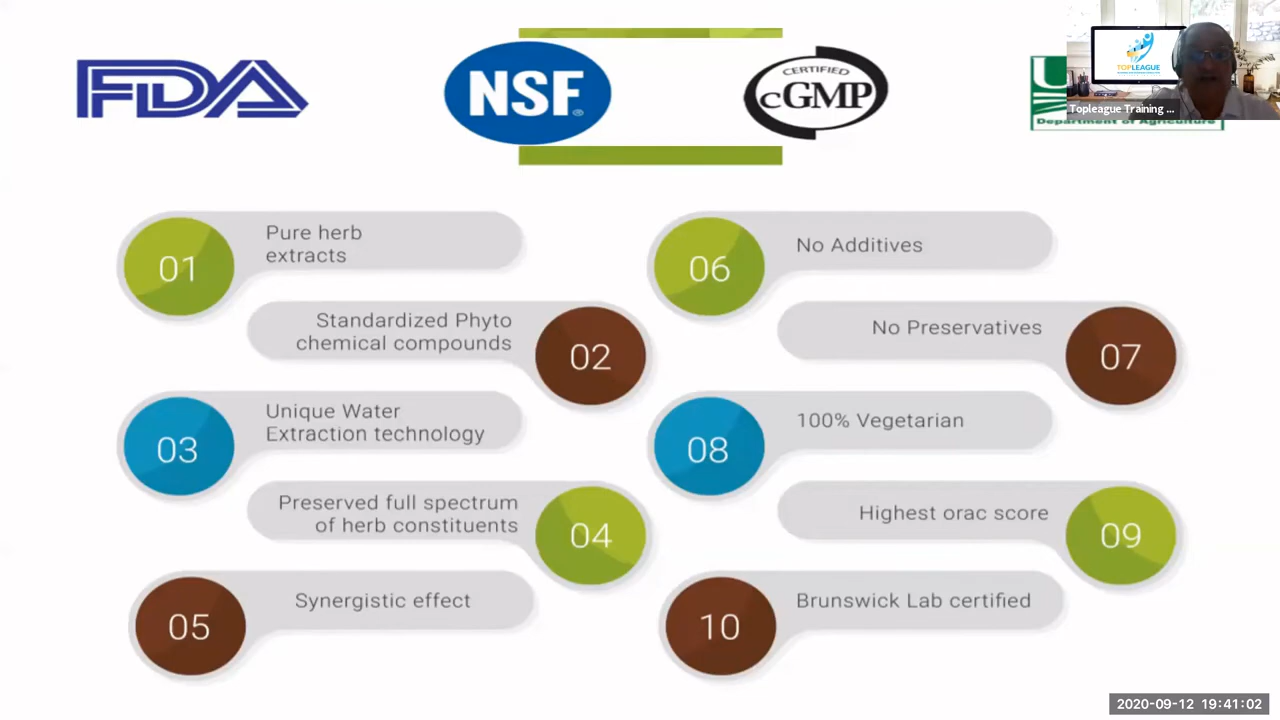 FDA
NSF®
CERTIFIED
cGMP
U
Department of Agriculture
TOPLEAGUE
Topleague Training ...
01
Pure herb
extracts
Standardized Phyto
chemical compounds
02
03
Unique Water
Extraction technology
Preserved full spectrum
of herb constituents
04
05
Synergistic effect
06
No Additives
No Preservatives
07
08
100% Vegetarian
Highest orac score
09
10
Brunswick Lab certified
2020-09-12 19:41:02